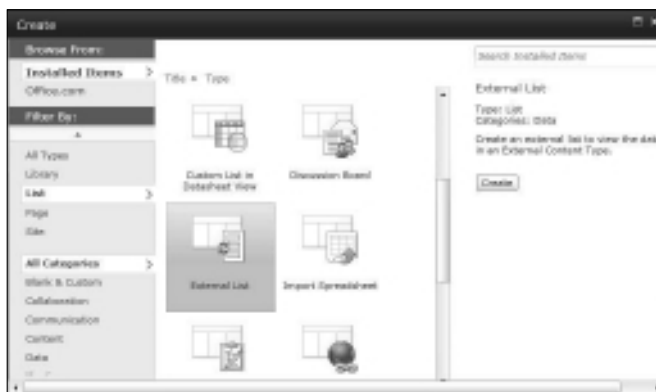 Create
Browse From:
Installed Items
Office.com
Filter By:
All Types
Library
List
Page
Site
All Categories
Blank & Custom
Collaboration
Communication
Content
Data
Title Type
Custom List in
Datasheet View
Discussion Board
External List
Import Spreadsheet
Search Installed Items
External List
Type: List
Categories: Data
Create an external list to view the data
in an External Content Type.
Create